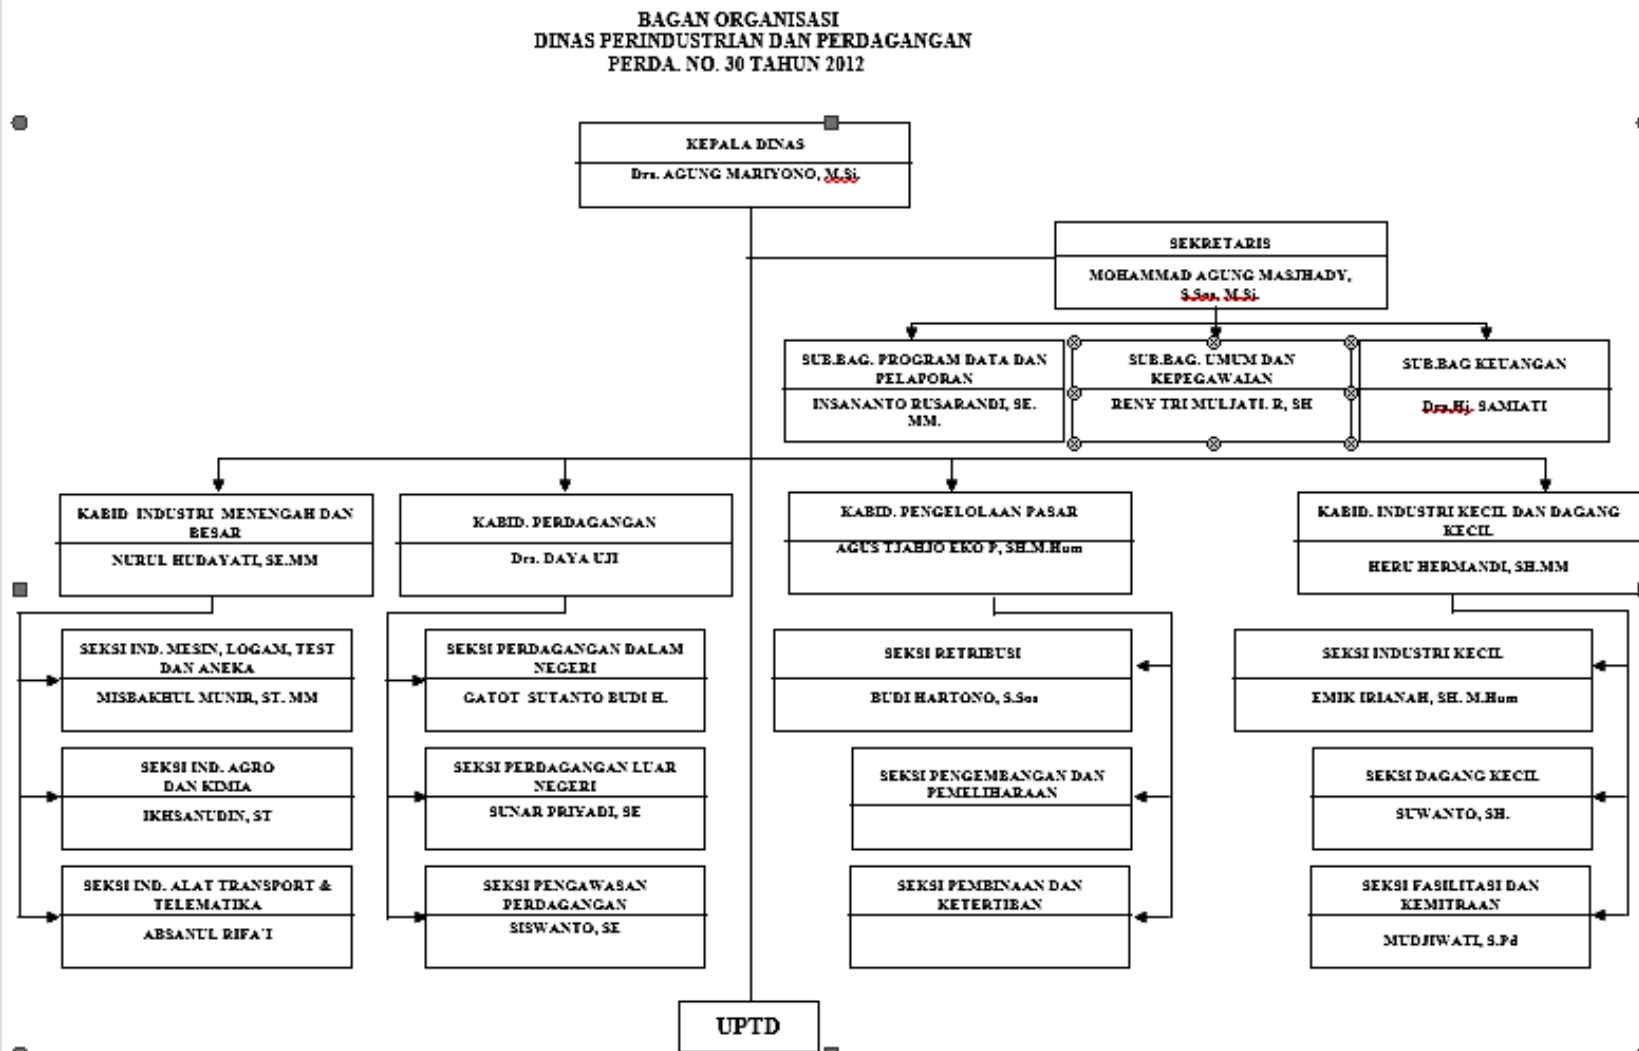 BAGAN ORGANISASI
DINAS PERINDUSTRIAN DAN PERDAGANGAN
PERDA. NO. 30 TAHUN 2012
KEPALA DINAS
Drs. AGUNG MARIYONO, M.Si.
SEKRETARIS
MOHAMMAD AGUNG MASJHADY,
S.Sos, M.Si.
SUB.BAG. PROGRAM DATA DAN
PELAPORAN
INSANANTO RUSARANDI, SE.
MM.
SUB.BAG. UMUM DAN
KEPEGAWAIAN
RENY TRI MULJATI. R, SH
SUB.BAG KEUANGAN
Dra.Hj. SAMIATI
KABID INDUSTRI MENENGAH DAN
BESAR
NURUL HUDAYATI, SE.MM
KABID. PERDAGANGAN
Drs. DAYA UJI
KABID. PENGELOLAAN PASAR
AGUS TJAHJO EKO P, SH.M.Hum
KABID. INDUSTRI KECIL DAN DAGANG
KECIL
HERU HERMANDI, SH.MM
SEKSI IND. MESIN, LOGAM, TEST
DAN ANEKA
MISBAKHUL MUNIR, ST. MM
SEKSI PERDAGANGAN DALAM
NEGERI
GATOT SUTANTO BUDI H.
SEKSI RETRIBUSI
BUDI HARTONO, S.Sos
SEKSI INDUSTRI KECIL
EMIK IRIANAH, SH. M.Hum
SEKSI IND. AGRO
DAN KIMIA
IKHSANUDIN, ST
SEKSI PERDAGANGAN LUAR
NEGERI
SUNAR PRIYADI, SE
SEKSI PENGEMBANGAN DAN
PEMELIHARAAN
SEKSI DAGANG KECIL
SUWANTO, SH.
SEKSI IND. ALAT TRANSPORT &
TELEMATIKA
ABSANUL RIFA'I
SEKSI PENGAWASAN
PERDAGANGAN
SISWANTO, SE
SEKSI PEMBINAAN DAN
KETERTIBAN
SEKSI FASILITASI DAN
KEMITRAAN
MUDJIWATI, S.Pd
UPTD